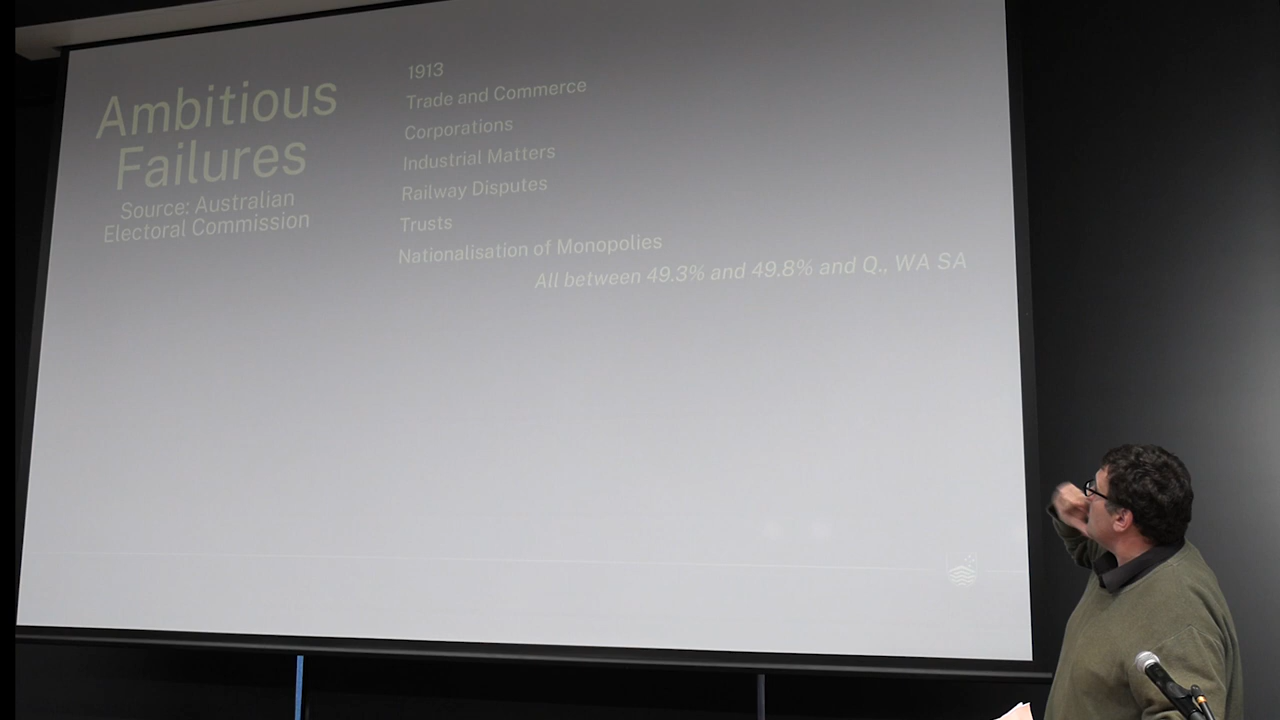 Ambitious
Failures
Source: Australian
Electoral Commission
1913
Trade and Commerce
Corporations
Industrial Matters
Railway Disputes
Trusts
Nationalisation of Monopolies
All between 49.3% and 49.8% and Q., WA SA